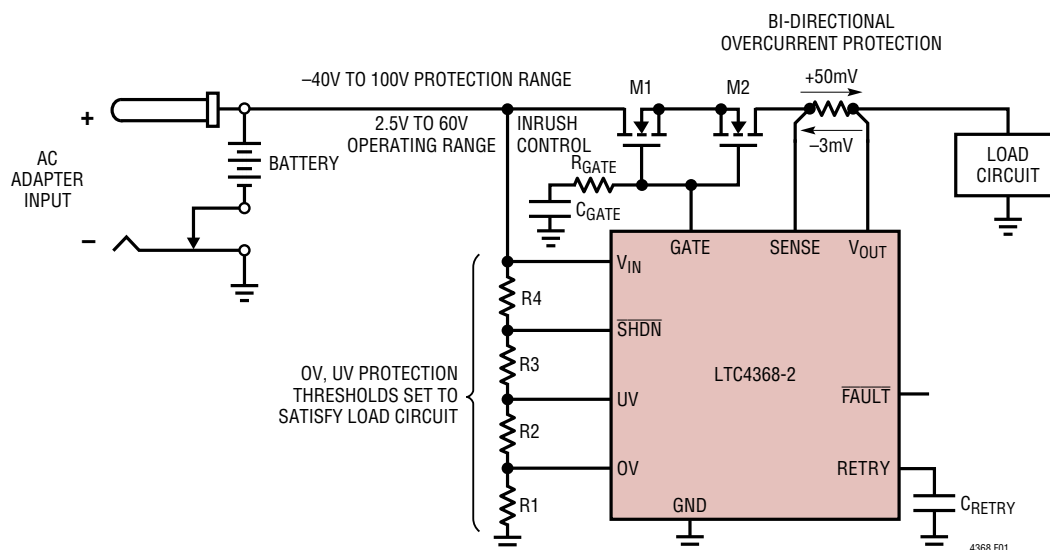 BI-DIRECTIONAL
OVERCURRENT PROTECTION
–40V TO 100V PROTECTION RANGE
M1
M2
+50mV
–3mV
+
2.5V TO 60V
OPERATING RANGE
INRUSH
CONTROL
AC
ADAPTER
INPUT
BATTERY
RGATE
CGATE
LOAD
CIRCUIT
–
GATE
SENSE
VOUT
VIN
R4
SHDN
R3
OV, UV PROTECTION
THRESHOLDS SET TO
SATISFY LOAD CIRCUIT
LTC4368-2
UV
FAULT
R2
OV
RETRY
R1
GND
CRETRY
4368 F01